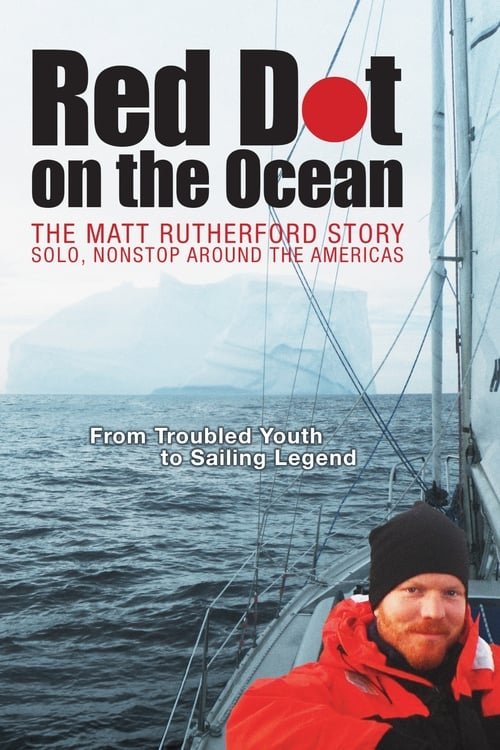 Red Dot
on the Ocean
THE MATT RUTHERFORD STORY
SOLO, NONSTOP AROUND THE AMERICAS
From Troubled Youth
to Sailing Legend